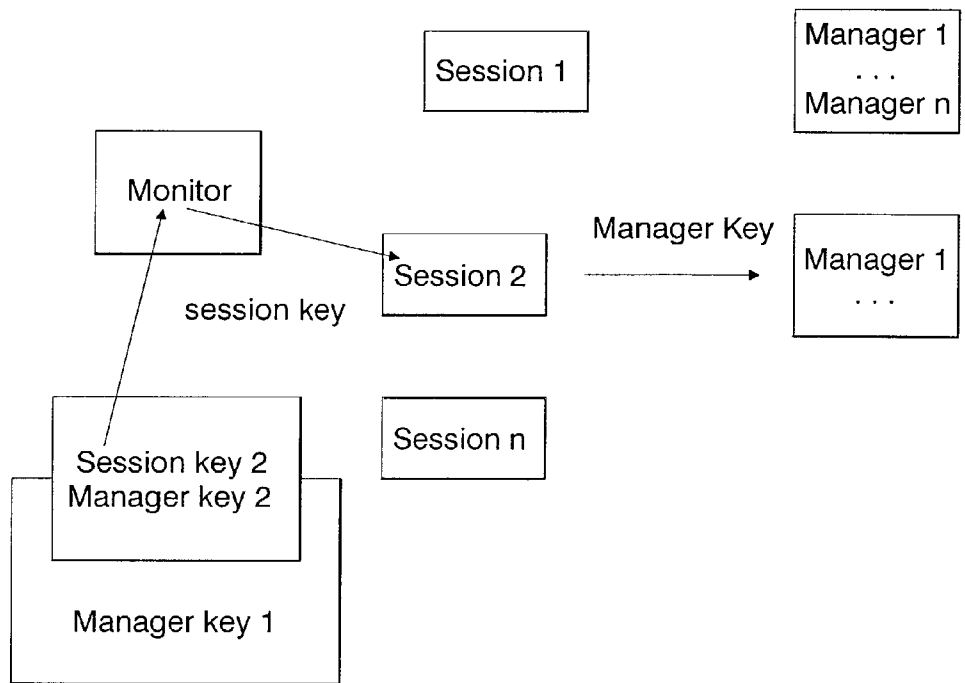 Session 1
Manager 1
. . .
Manager n
Monitor
Manager Key
Session 2
Manager 1
. . .
session key
Session n
Session key 2
Manager key 2
Manager key 1